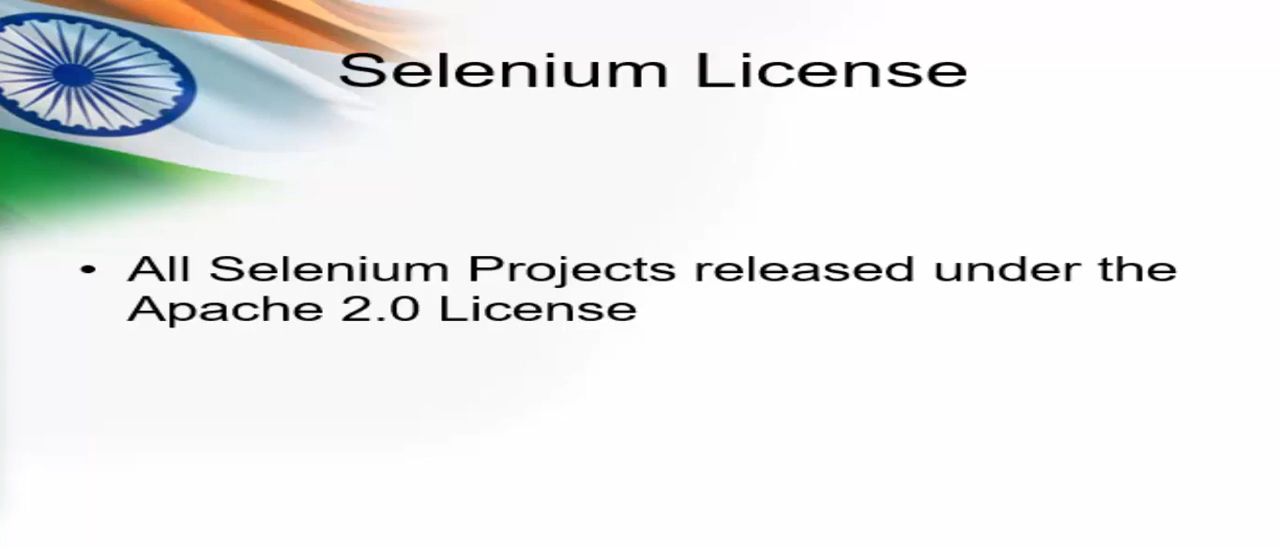 Selenium License
• All Selenium Projects released under the
Apache 2.0 License